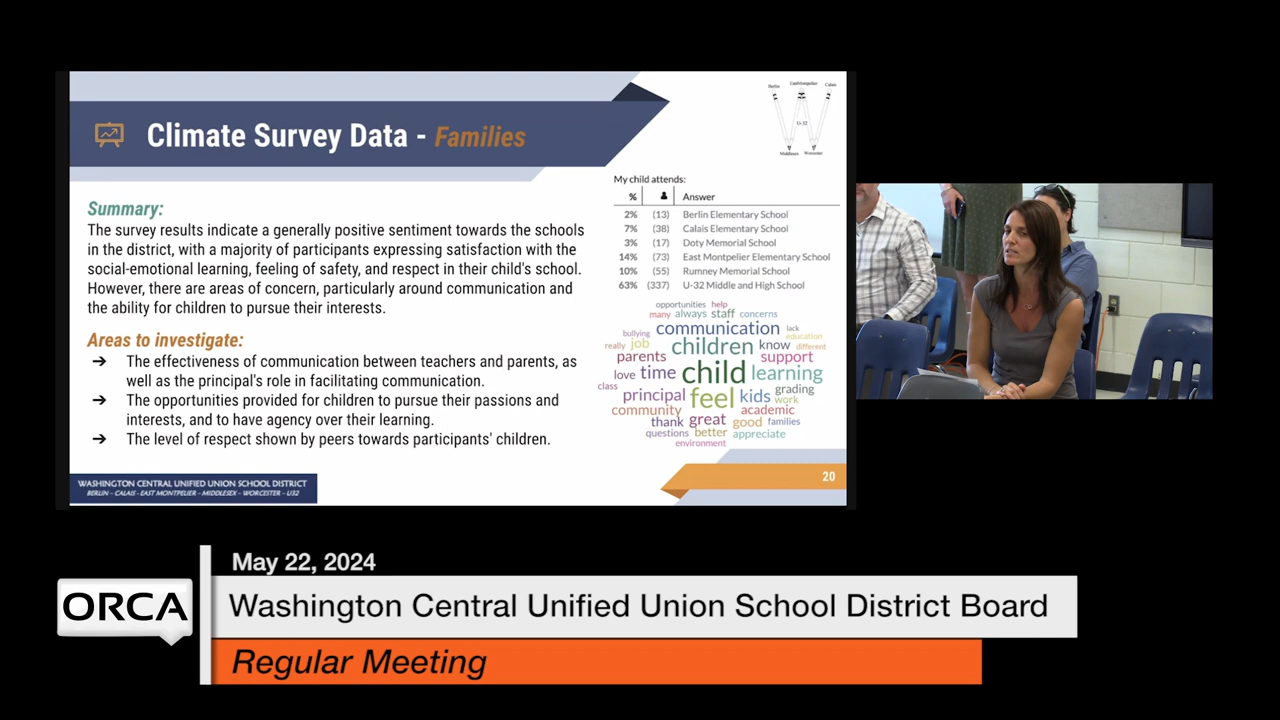 Climate Survey Data - Families
Berlin
EastMontpelier
Calais
U-32
Middlesex
Worcester
Summary:
The survey results indicate a generally positive sentiment towards the schools
in the district, with a majority of participants expressing satisfaction with the
social-emotional learning, feeling of safety, and respect in their child's school.
However, there are areas of concern, particularly around communication and
the ability for children to pursue their interests.
Areas to investigate:
➔ The effectiveness of communication between teachers and parents, as
well as the principal's role in facilitating communication.
➔ The opportunities provided for children to pursue their passions and
interests, and to have agency over their learning.
➔ The level of respect shown by peers towards participants' children.
My child attends:
% Answer
2% (13) Berlin Elementary School
7% (38) Calais Elementary School
3% (17) Doty Memorial School
14% (73) East Montpelier Elementary School
10% (55) Rumney Memorial School
63% (337) U-32 Middle and High School
opportunities help
many always staff concerns
bullying communication lack
really job children know education different
parents support
love time child learning
class principal feel kids grading
work
community academic
thank great good families
questions better appreciate
environment
WASHINGTON CENTRAL UNIFIED UNION SCHOOL DISTRICT
BERLIN - CALAIS - EAST MONTPELIER - MIDDLESEX - WORCESTER - U32
20
May 22, 2024
ORCA
Washington Central Unified Union School District Board
Regular Meeting